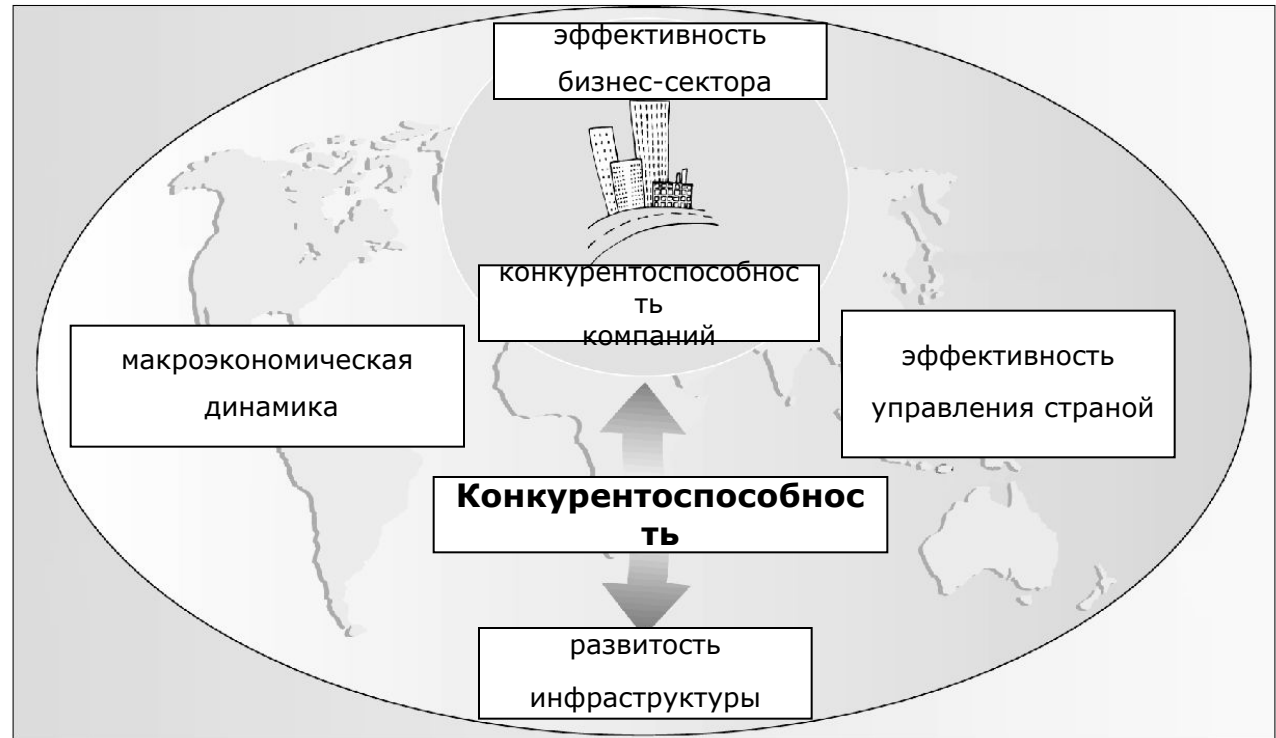 эффективность
бизнес-сектора
конкурентоспособнос
ть
компаний
макроэкономическая
динамика
эффективность
управления страной
Конкурентоспособнос
ть
развитость
инфраструктуры